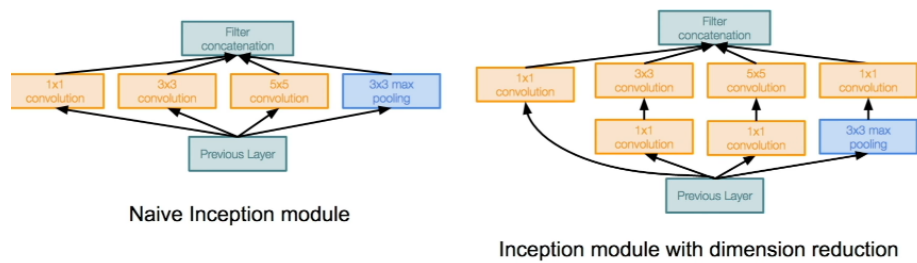 Filter
concatenation
1x1
convolution
3x3
convolution
5x5
convolution
3x3 max
pooling
Previous Layer
Naive Inception module
Filter
concatenation
1x1
convolution
3x3
convolution
5x5
convolution
1x1
convolution
1x1
convolution
1x1
convolution
3x3 max
pooling
Previous Layer
Inception module with dimension reduction